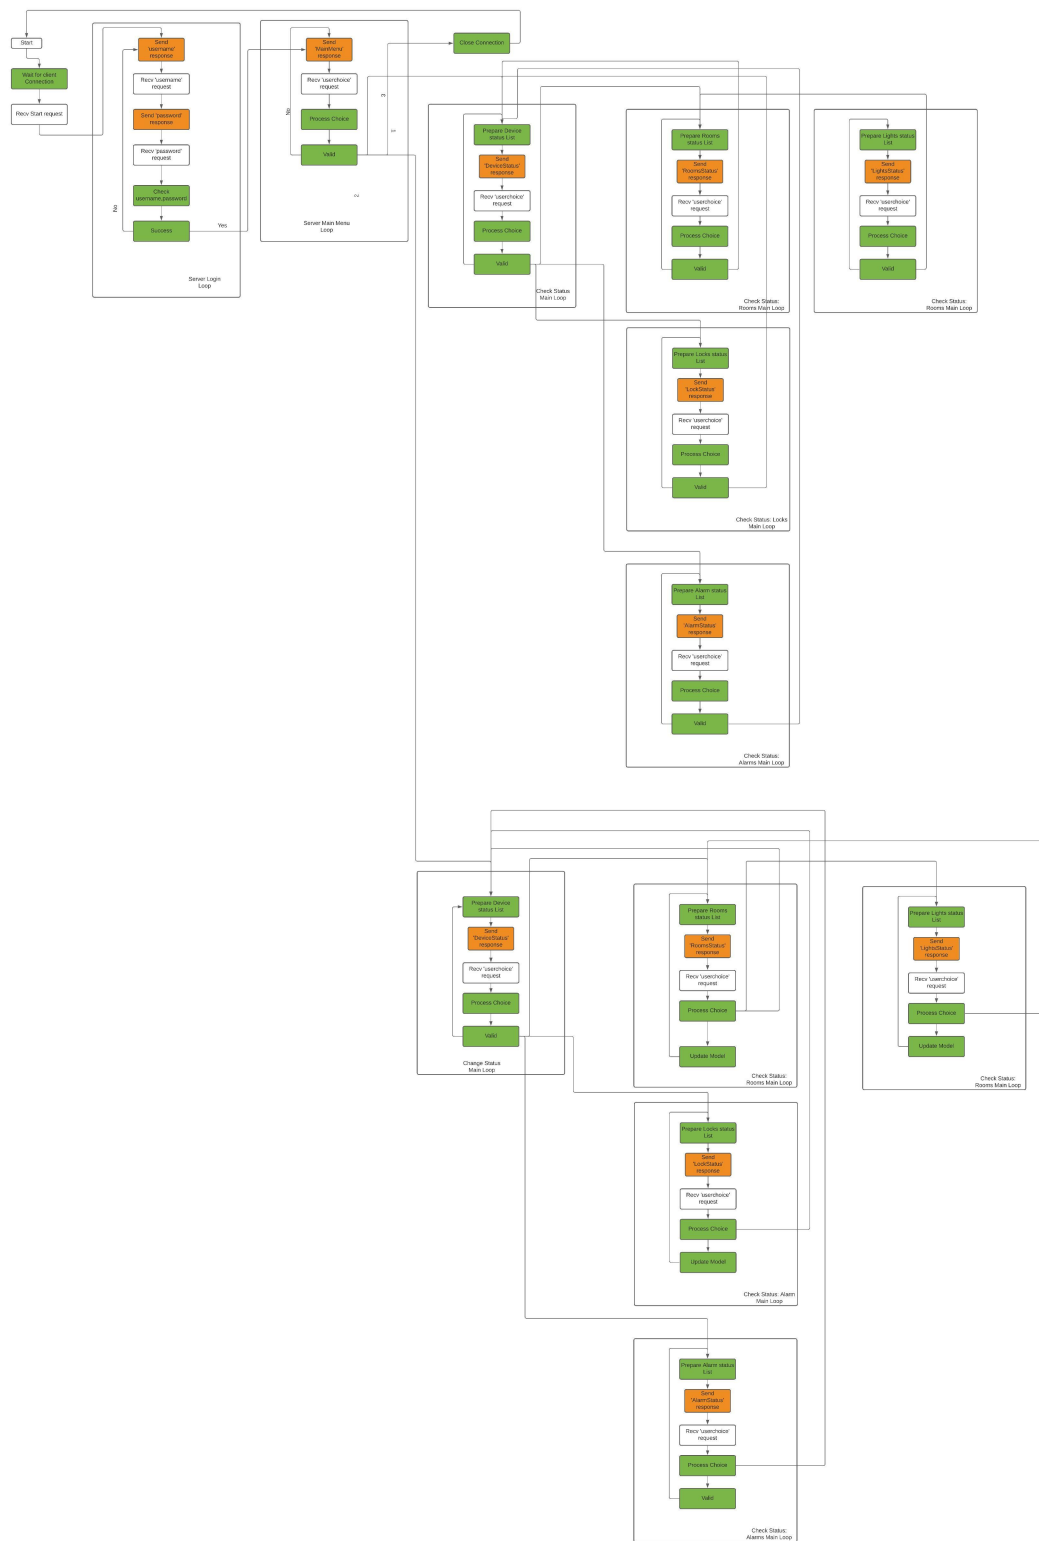 Start
Wait for client
Connection
Recv Start request
Send
'username'
response
Recv 'username'
request
Send 'password'
response
Recv 'password'
request
Check
username,password
Success
No
Yes
Server Login
Loop
Send
'MainMenu'
response
Recv 'userchoice'
request
Process Choice
Valid
No
3
1
2
Server Main Menu
Loop
Close Connection
Prepare Device
status List
Send
'DeviceStatus'
response
Recv 'userchoice'
request
Process Choice
Valid
Check Status
Main Loop
Prepare Rooms
status List
Send
'RoomsStatus'
response
Recv 'userchoice'
request
Process Choice
Valid
Check Status:
Rooms Main Loop
Prepare Lights status
List
Send
'LightsStatus'
response
Recv 'userchoice'
request
Process Choice
Valid
Check Status:
Rooms Main Loop
Prepare Locks status
List
Send
'LockStatus'
response
Recv 'userchoice'
request
Process Choice
Valid
Check Status: Locks
Main Loop
Prepare Alarm status
List
Send
'AlarmStatus'
response
Recv 'userchoice'
request
Process Choice
Valid
Check Status:
Alarms Main Loop
Prepare Device
status List
Send
'DeviceStatus'
response
Recv 'userchoice'
request
Process Choice
Valid
Change Status
Main Loop
Prepare Rooms
status List
Send
'RoomsStatus'
response
Recv 'userchoice'
request
Process Choice
Update Model
Check Status:
Rooms Main Loop
Prepare Lights status
List
Send
'LightsStatus'
response
Recv 'userchoice'
request
Process Choice
Update Model
Check Status:
Rooms Main Loop
Prepare Locks status
List
Send
'LockStatus'
response
Recv 'userchoice'
request
Process Choice
Update Model
Check Status: Alarm
Main Loop
Prepare Alarm status
List
Send
'AlarmStatus'
response
Recv 'userchoice'
request
Process Choice
Valid
Check Status:
Alarms Main Loop